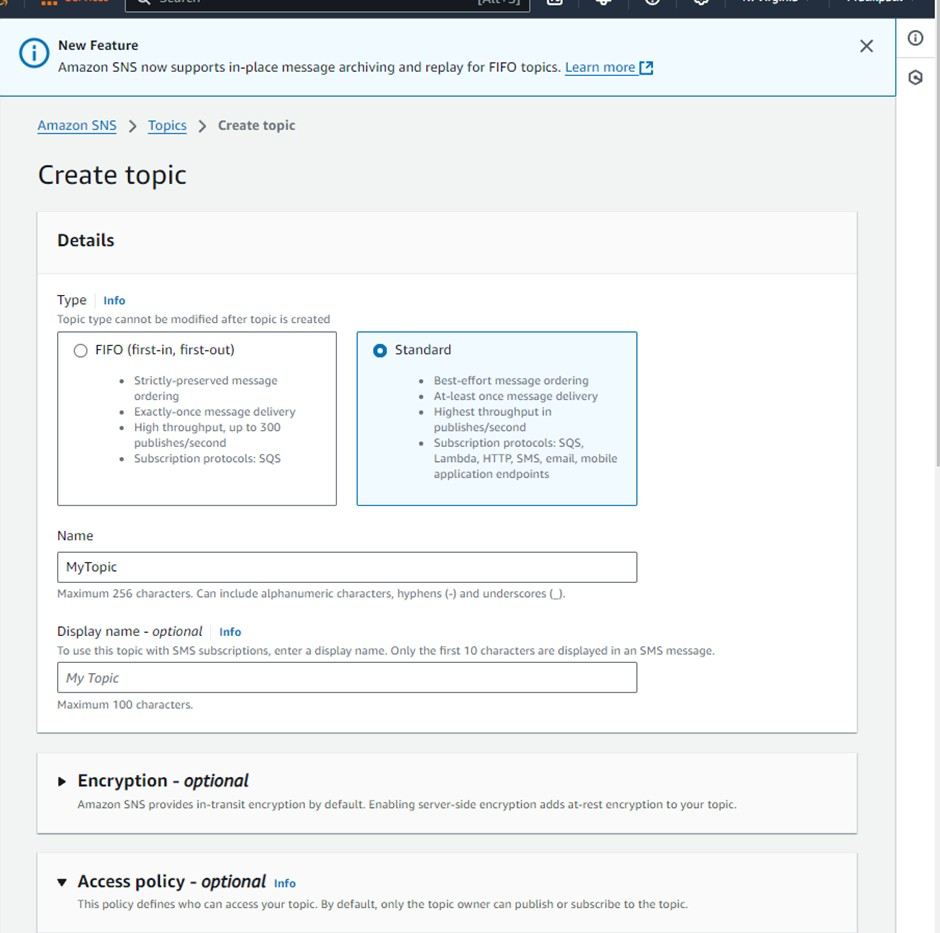 [Alt+S]
New Feature
Amazon SNS now supports in-place message archiving and replay for FIFO topics. Learn more
Amazon SNS > Topics > Create topic
Create topic
Details
Type Info
Topic type cannot be modified after topic is created
FIFO (first-in, first-out)
• Strictly-preserved message
ordering
• Exactly-once message delivery
• High throughput, up to 300
publishes/second
• Subscription protocols: SQS
Standard
• Best-effort message ordering
• At-least once message delivery
• Highest throughput in
publishes/second
• Subscription protocols: SQS,
Lambda, HTTP, SMS, email, mobile
application endpoints
Name
MyTopic
Maximum 256 characters. Can include alphanumeric characters, hyphens (-) and underscores (_).
Display name - optional Info
To use this topic with SMS subscriptions, enter a display name. Only the first 10 characters are displayed in an SMS message.
My Topic
Maximum 100 characters.
Encryption - optional
Amazon SNS provides in-transit encryption by default. Enabling server-side encryption adds at-rest encryption to your topic.
Access policy - optional Info
This policy defines who can access your topic. By default, only the topic owner can publish or subscribe to the topic.